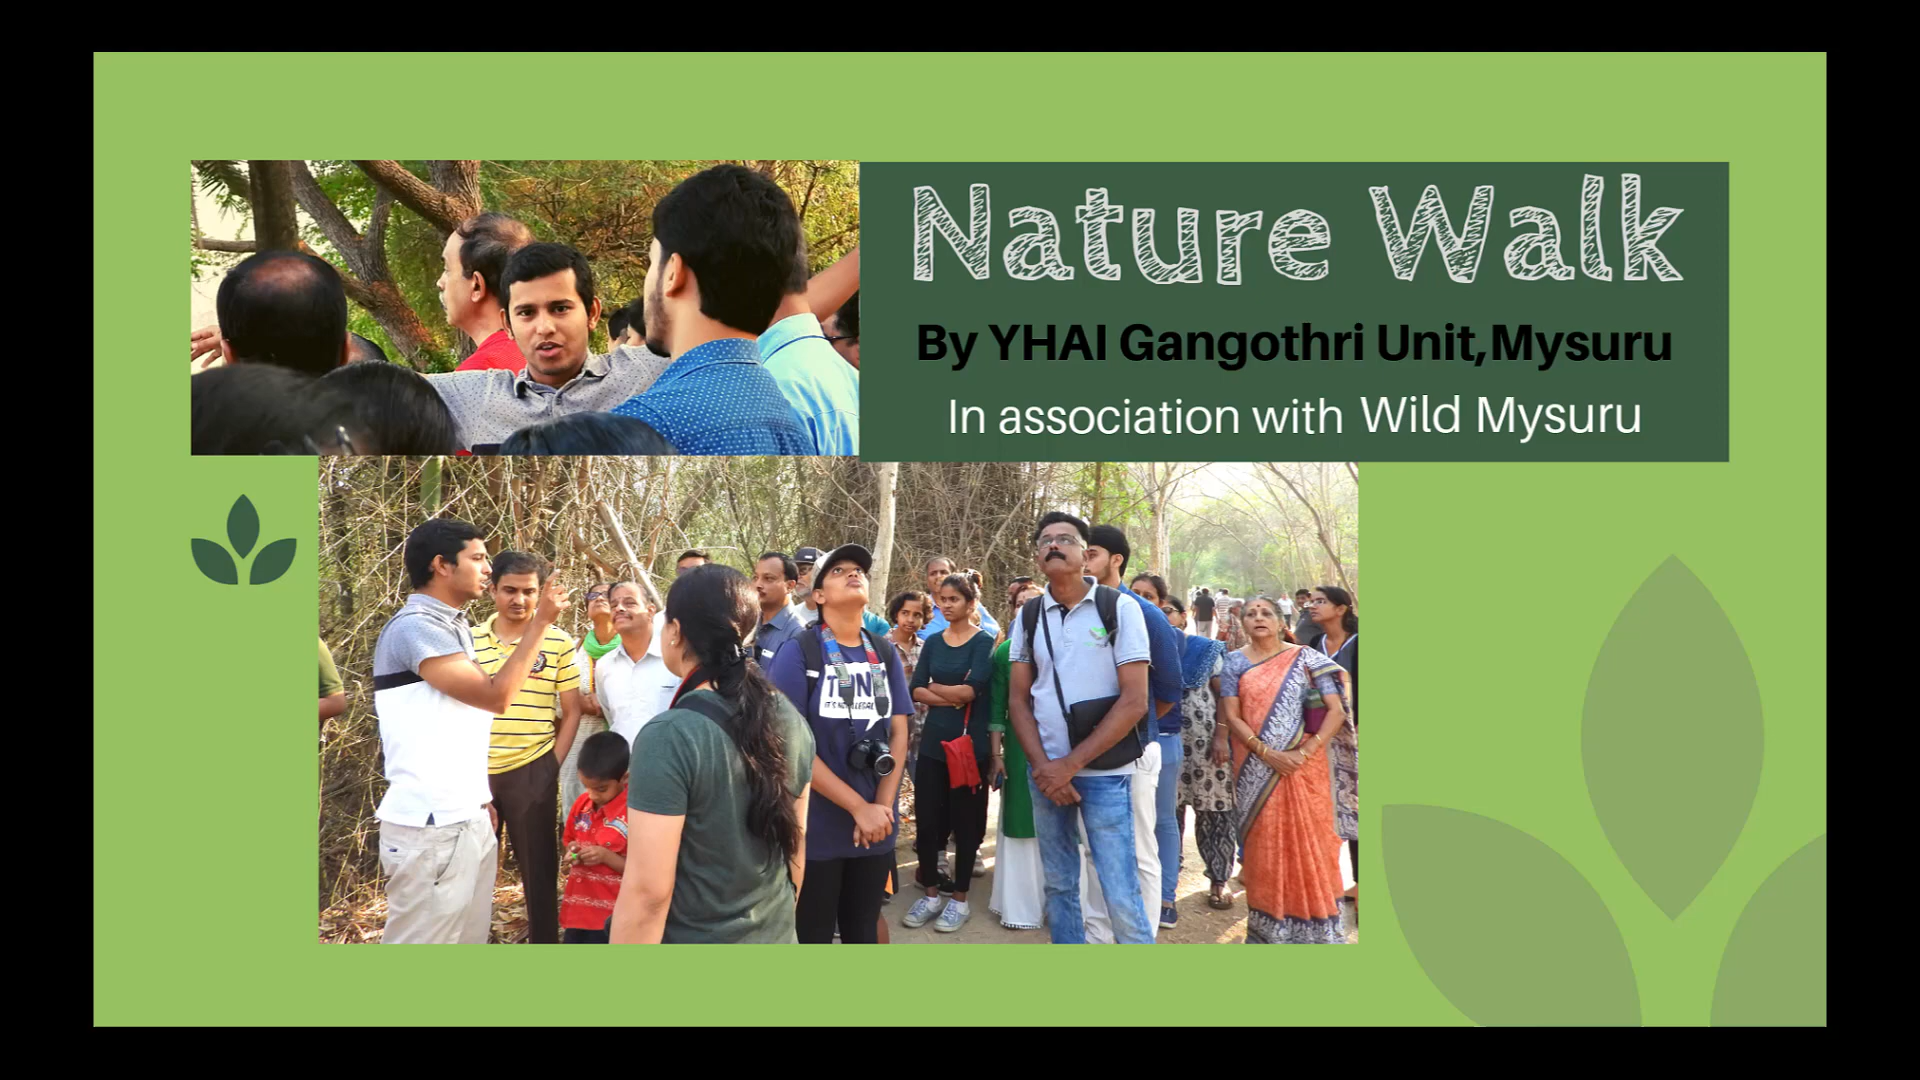 Nature Walk
By YHAI Gangothri Unit,Mysuru
In association with Wild Mysuru